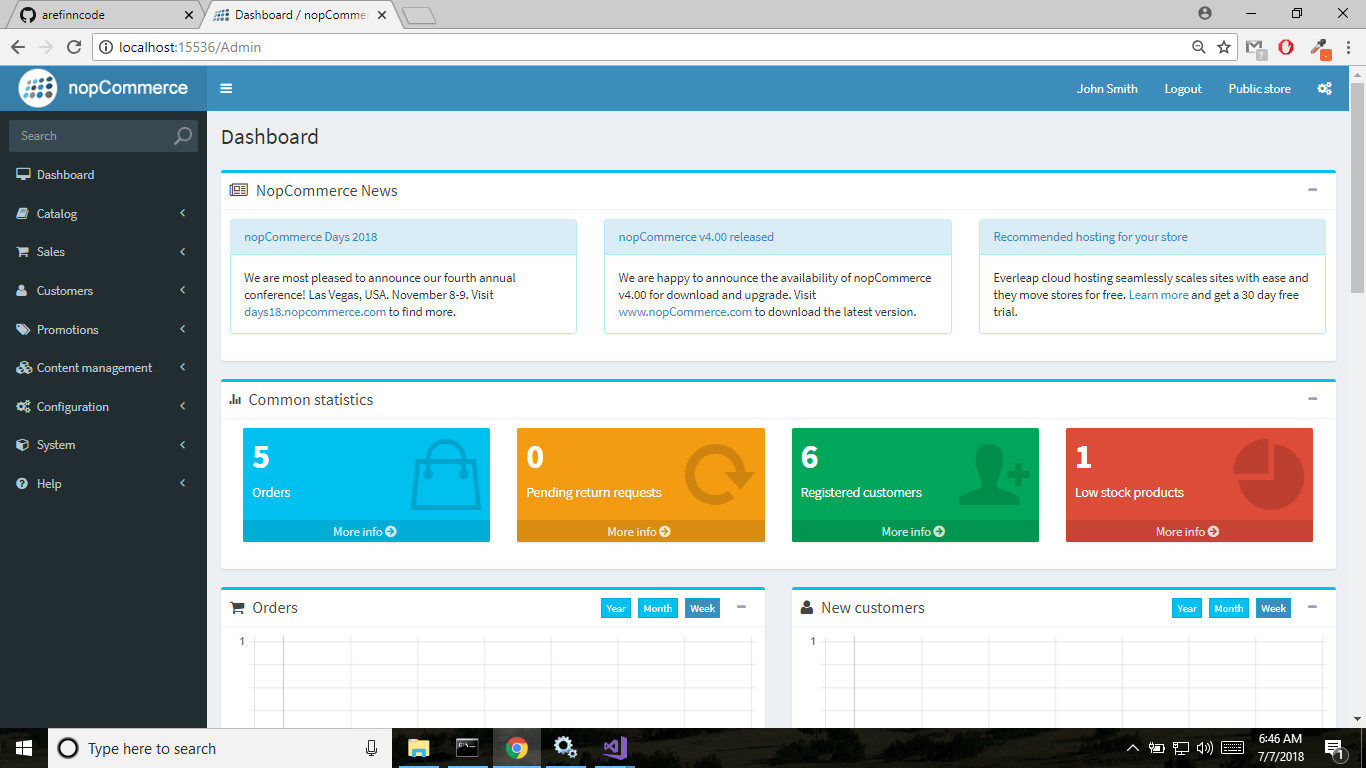 arefinncode
Dashboard / nopComme
localhost:15536/Admin
nopCommerce
John Smith
Logout
Public store
Search
Dashboard
Catalog
Sales
Customers
Promotions
Content management
Configuration
System
Help
Dashboard
NopCommerce News
nopCommerce Days 2018
We are most pleased to announce our fourth annual
conference! Las Vegas, USA. November 8-9. Visit
days18.nopcommerce.com to find more.
nopCommerce v4.00 released
We are happy to announce the availability of nopCommerce
v4.00 for download and upgrade. Visit
www.nopCommerce.com to download the latest version.
Recommended hosting for your store
Everleap cloud hosting seamlessly scales sites with ease and
they move stores for free. Learn more and get a 30 day free
trial.
Common statistics
5
Orders
More info
0
Pending return requests
More info
6
Registered customers
More info
1
Low stock products
More info
Orders
Year
Month
Week
1
New customers
Year
Month
Week
1
Type here to search
6:46 AM
7/7/2018
1